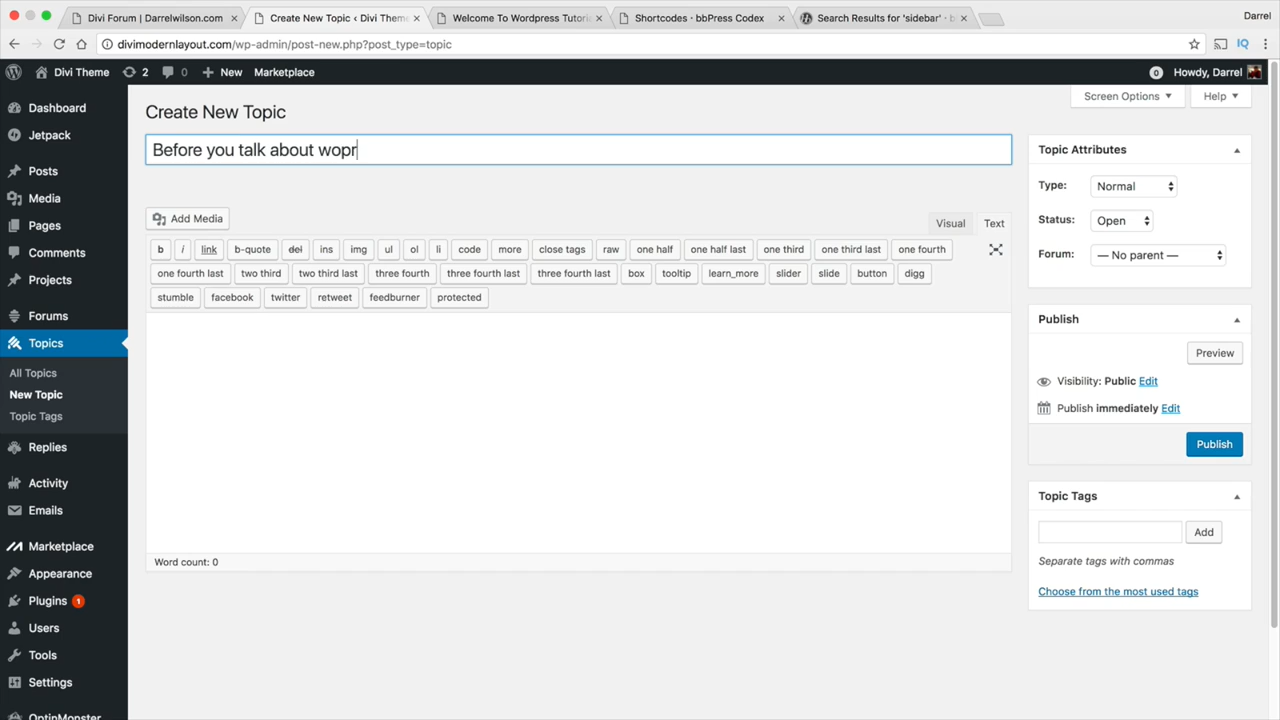 Divi Forum | Darrelwilson.com
Create New Topic ‹ Divi Theme
Welcome To Wordpress Tutori
Shortcodes · bbPress Codex
Search Results for 'sidebar' · b
Darrel
divimodernlayout.com/wp-admin/post-new.php?post_type=topic
IQ
Divi Theme 2 0 New Marketplace 0 Howdy, Darrel
Screen Options Help
Create New Topic
Before you talk about wopr
Dashboard
Jetpack
Posts
Media
Pages
Comments
Projects
Forums
Topics
All Topics
New Topic
Topic Tags
Replies
Activity
Emails
Marketplace
Appearance
Plugins 1
Users
Tools
Settings
OptinMonster
Add Media
Visual Text
b i link b-quote del ins img ul ol li code more close tags raw one half one half last one third one third last one fourth
one fourth last two third two third last three fourth three fourth last three fourth last box tooltip learn_more slider slide button digg
stumble facebook twitter retweet feedburner protected
Word count: 0
Topic Attributes
Type: Normal
Status: Open
Forum: — No parent —
Publish
Preview
Visibility: Public Edit
Publish immediately Edit
Publish
Topic Tags
Add
Separate tags with commas
Choose from the most used tags